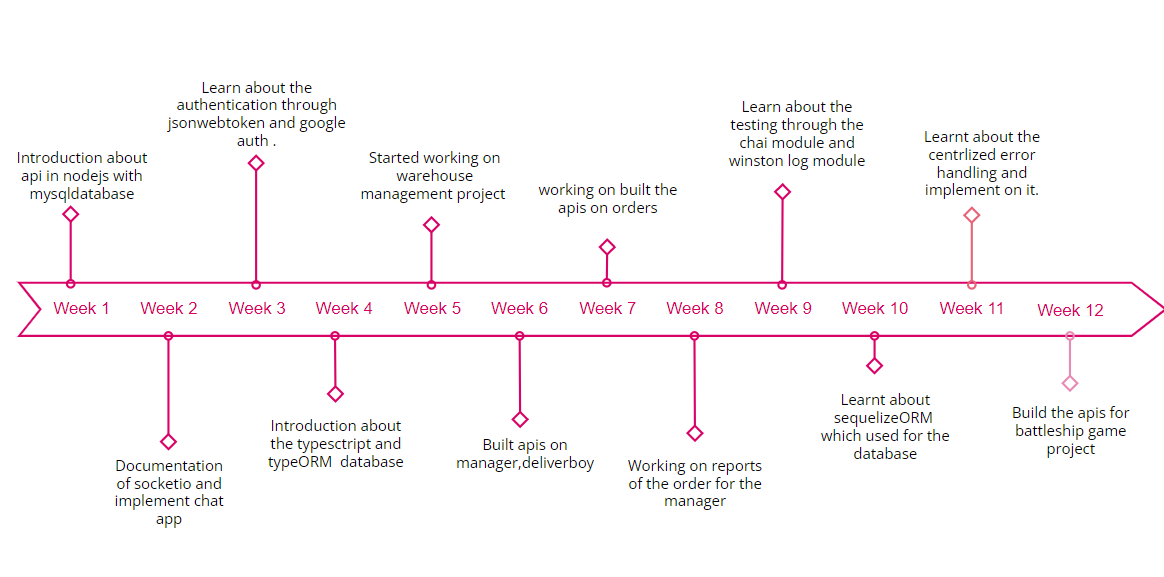 Learn about the
authentication through
jsonwebtoken and google
auth .
Learn about the
testing through the
chai module and
winston log module
Learnt about the
centrlized error
handling and
implement on it.
Introduction about
api in nodejs with
mysqldatabase
Started working on
warehouse
management project
working on built the
apis on orders
Week 1
Week 2
Week 3
Week 4
Week 5
Week 6
Week 7
Week 8
Week 9
Week 10
Week 11
Week 12
Documentation
of socketio and
implement chat
app
Introduction about
the typesctript and
typeORM database
Built apis on
manager,deliverboy
Working on reports
of the order for the
manager
Learnt about
sequelizeORM
which used for the
database
Build the apis for
battleship game
project